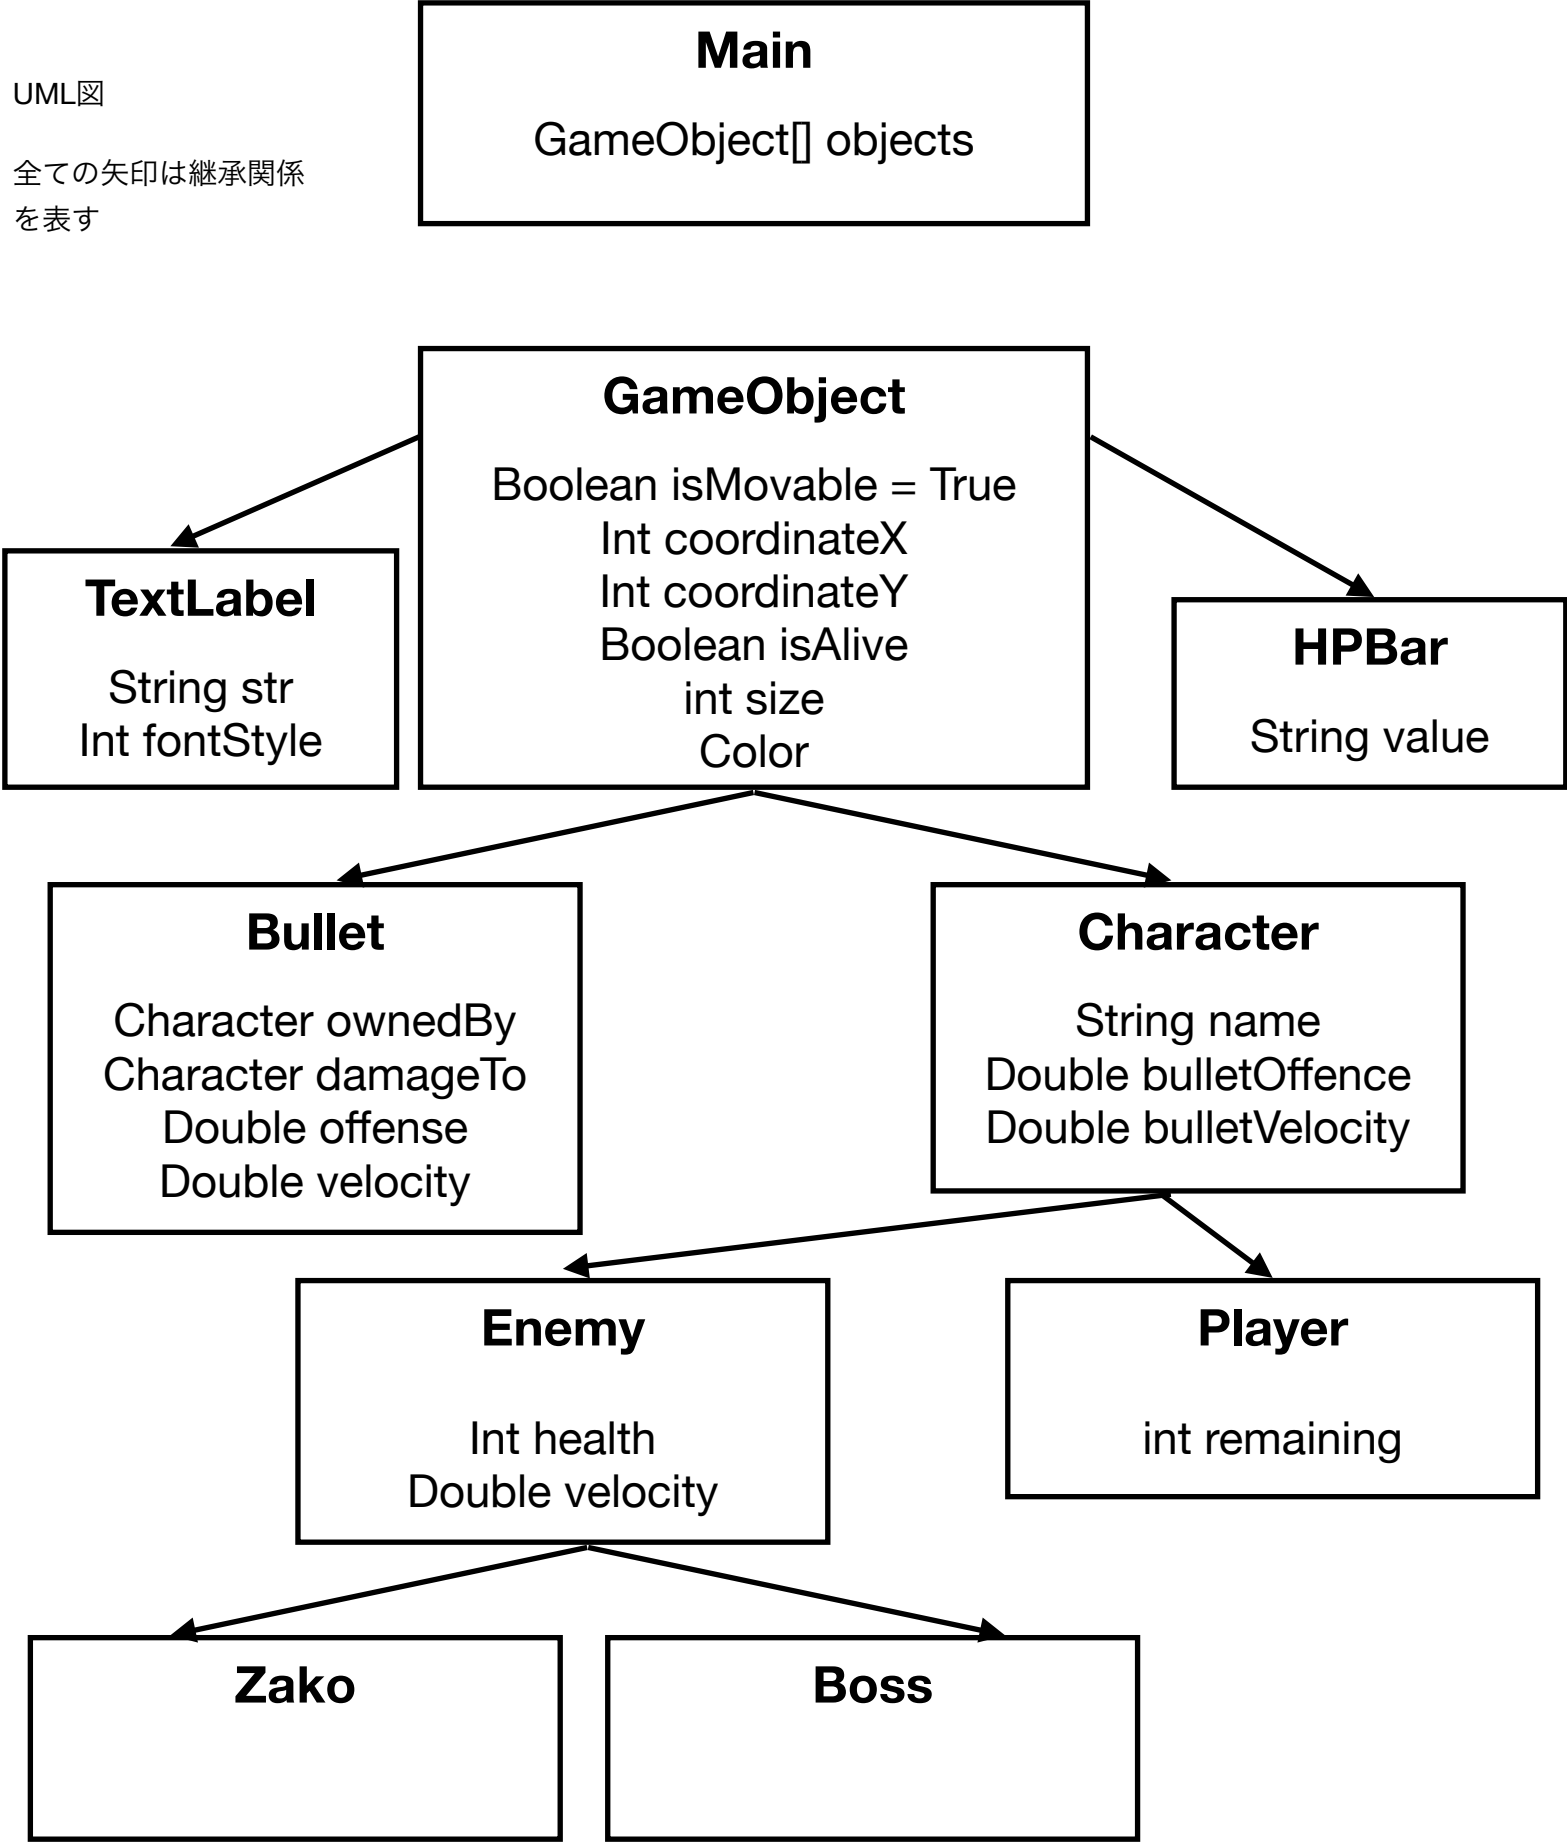 UML図
全ての矢印は継承関係
を表す
Main
GameObject[] objects
GameObject
Boolean isMovable = True
Int coordinateX
Int coordinateY
Boolean isAlive
int size
Color
TextLabel
String str
Int fontStyle
HPBar
String value
Bullet
Character ownedBy
Character damageTo
Double offense
Double velocity
Character
String name
Double bulletOffence
Double bulletVelocity
Enemy
Int health
Double velocity
Player
int remaining
Zako
Boss